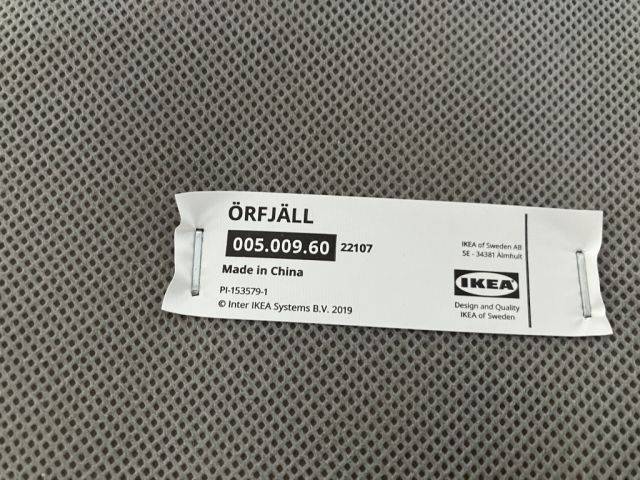 ÖRFJÄLL
005.009.60 22107
Made in China
PI-153579-1
© Inter IKEA Systems B.V. 2019
IKEA of Sweden AB
SE - 34381 Älmhult
IKEA
Design and Quality
IKEA of Sweden